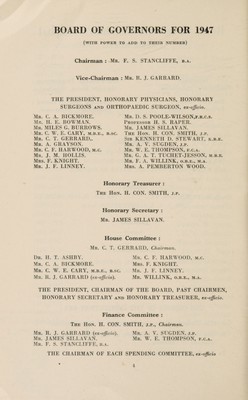 BOARD OF GOVERNORS FOR 1947
(WITH POWER TO ADD TO THEIR NUMBER)
Chairman : MR. F. S. STANCLIFFE, B.A.
Vice-Chairman : MR. R. J. GARRARD.
THE PRESIDENT, HONORARY PHYSICIANS, HONORARY
SURGEONS AND ORTHOPAEDIC SURGEON, ex-officio.
MR. C. A. BICKMORE.
MR. H. E. BOWMAN.
MR. MILES G. BURROWS.
MR. C. W. E. CARY, M.B.E., B.SC.
MR. C. T. GERRARD.
MR. A. GRAYSON.
MR. C. F. HARWOOD, M.C.
MR. J. M. HOLLIS.
MRS. F. KNIGHT.
MR. J. F. LINNEY.
MR. D. S. POOLE-WILSON, F.R.C.S.
PROFESSOR H. S. RAPER.
MR. JAMES SILLAVAN.
THE HON. H. CON. SMITH, J.P.
SIR KENNETH D. STEWART, G.B.E.
MR. A. V. SUGDEN, J.P.
MR. W. E. THOMPSON, F.C.A.
MR. G. A. T. TUCHET-JESSON, M.B.E.
MR. F. A. WILLINK, O.B.E., M.A.
MRS. A. PEMBERTON WOOD.
Honorary Treasurer :
THE HON. H. CON. SMITH, J.P.
Honorary Secretary :
MR. JAMES SILLAVAN.
House Committee :
MR. C. T. GERRARD, Chairman.
DR. H. T. ASHBY.
MR. C. A. BICKMORE.
MR. C. W. E. CARY, M.B.E., B.SC.
MR. R. J. GARRARD (ex-officio).
MR. C. F. HARWOOD, M.C.
MRS. F. KNIGHT.
MR. J. F. LINNEY.
MR. WILLINK, O.B.E., M.A.
THE PRESIDENT, CHAIRMAN OF THE BOARD, PAST CHAIRMEN,
HONORARY SECRETARY AND HONORARY TREASURER, ex-officio.
Finance Committee :
THE HON. H. CON. SMITH, J.P., Chairman.
MR. R. J. GARRARD (ex-officio).
MR. JAMES SILLAVAN.
MR. F. S. STANCLIFFE, B.A.
MR. A. V. SUGDEN, J.P.
MR. W. E. THOMPSON, F.C.A.
THE CHAIRMAN OF EACH SPENDING COMMITTEE, ex-officio